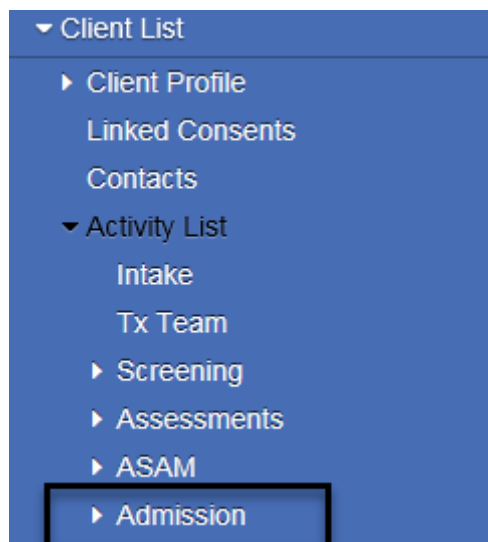 Client List
Client Profile
Linked Consents
Contacts
Activity List
Intake
Tx Team
Screening
Assessments
ASAM
Admission